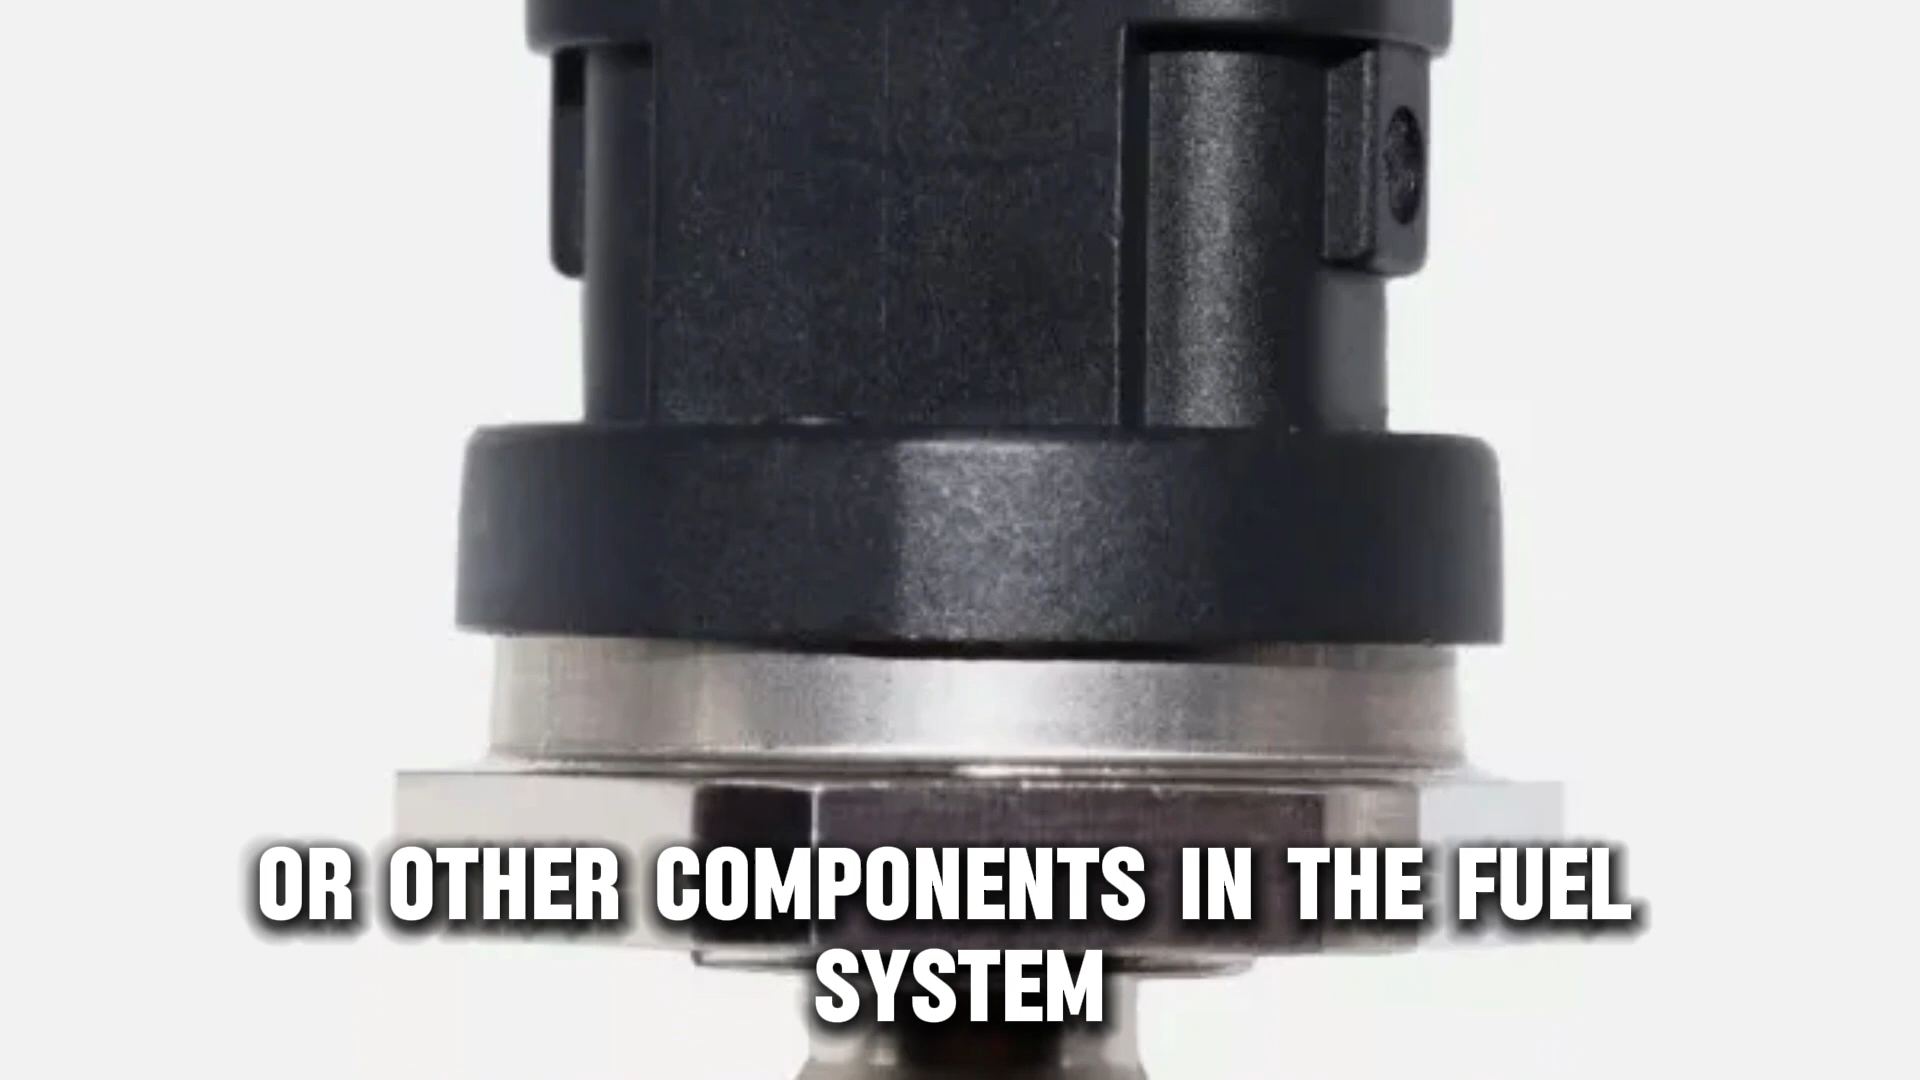 OR OTHER COMPONENTS IN THE FUEL
SYSTEM